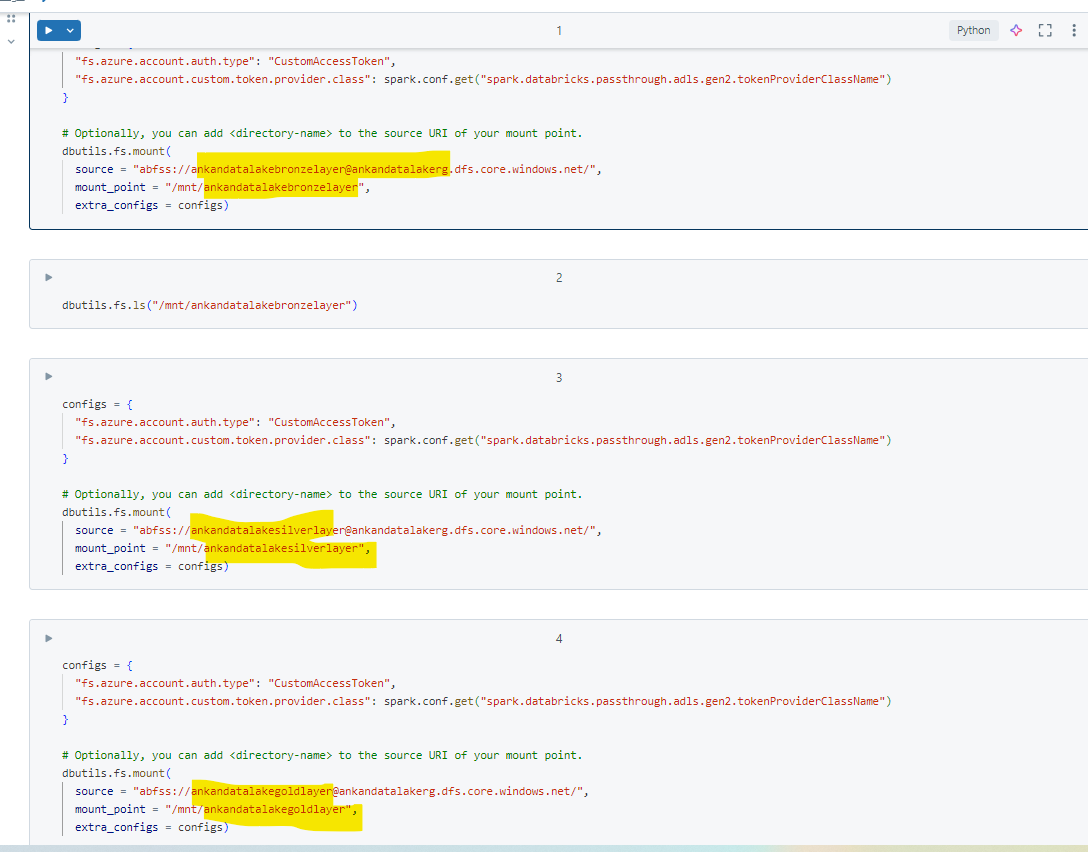 1
Python
"fs.azure.account.auth.type": "CustomAccessToken",
"fs.azure.account.custom.token.provider.class": spark.conf.get("spark.databricks.passthrough.adls.gen2.tokenProviderClassName")
}
# Optionally, you can add <directory-name> to the source URI of your mount point.
dbutils.fs.mount(
source = "abfss://ankandatalakebronzelayer@ankandatalakerg.dfs.core.windows.net/",
mount_point = "/mnt/ankandatalakebronzelayer",
extra_configs = configs)
2
dbutils.fs.ls("/mnt/ankandatalakebronzelayer")
3
configs = {
"fs.azure.account.auth.type": "CustomAccessToken",
"fs.azure.account.custom.token.provider.class": spark.conf.get("spark.databricks.passthrough.adls.gen2.tokenProviderClassName")
}
# Optionally, you can add <directory-name> to the source URI of your mount point.
dbutils.fs.mount(
source = "abfss://ankandatalakesilverlayer@ankandatalakerg.dfs.core.windows.net/",
mount_point = "/mnt/ankandatalakesilverlayer",
extra_configs = configs)
4
configs = {
"fs.azure.account.auth.type": "CustomAccessToken",
"fs.azure.account.custom.token.provider.class": spark.conf.get("spark.databricks.passthrough.adls.gen2.tokenProviderClassName")
}
# Optionally, you can add <directory-name> to the source URI of your mount point.
dbutils.fs.mount(
source = "abfss://ankandatalakegoldlayer@ankandatalakerg.dfs.core.windows.net/",
mount_point = "/mnt/ankandatalakegoldlayer",
extra_configs = configs)